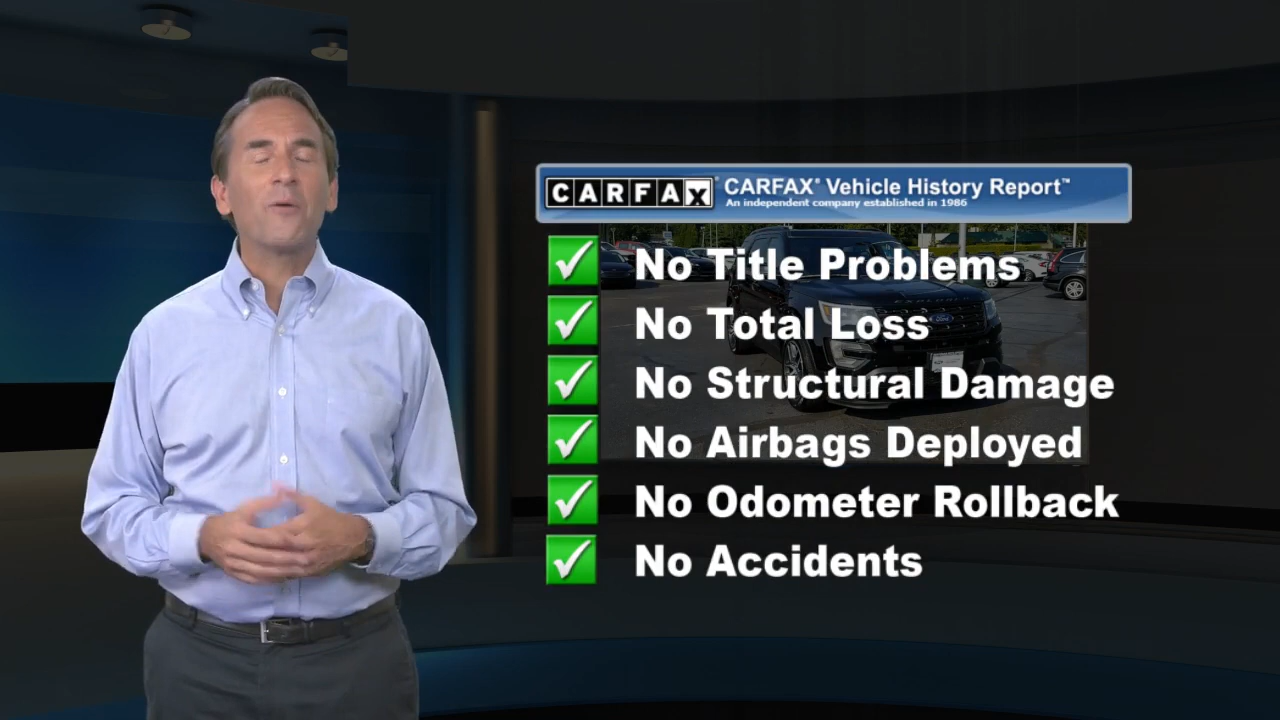 CARFAX® CARFAX® Vehicle History Report™
An independent company established in 1986
No Title Problems
No Total Loss
No Structural Damage
No Airbags Deployed
No Odometer Rollback
No Accidents